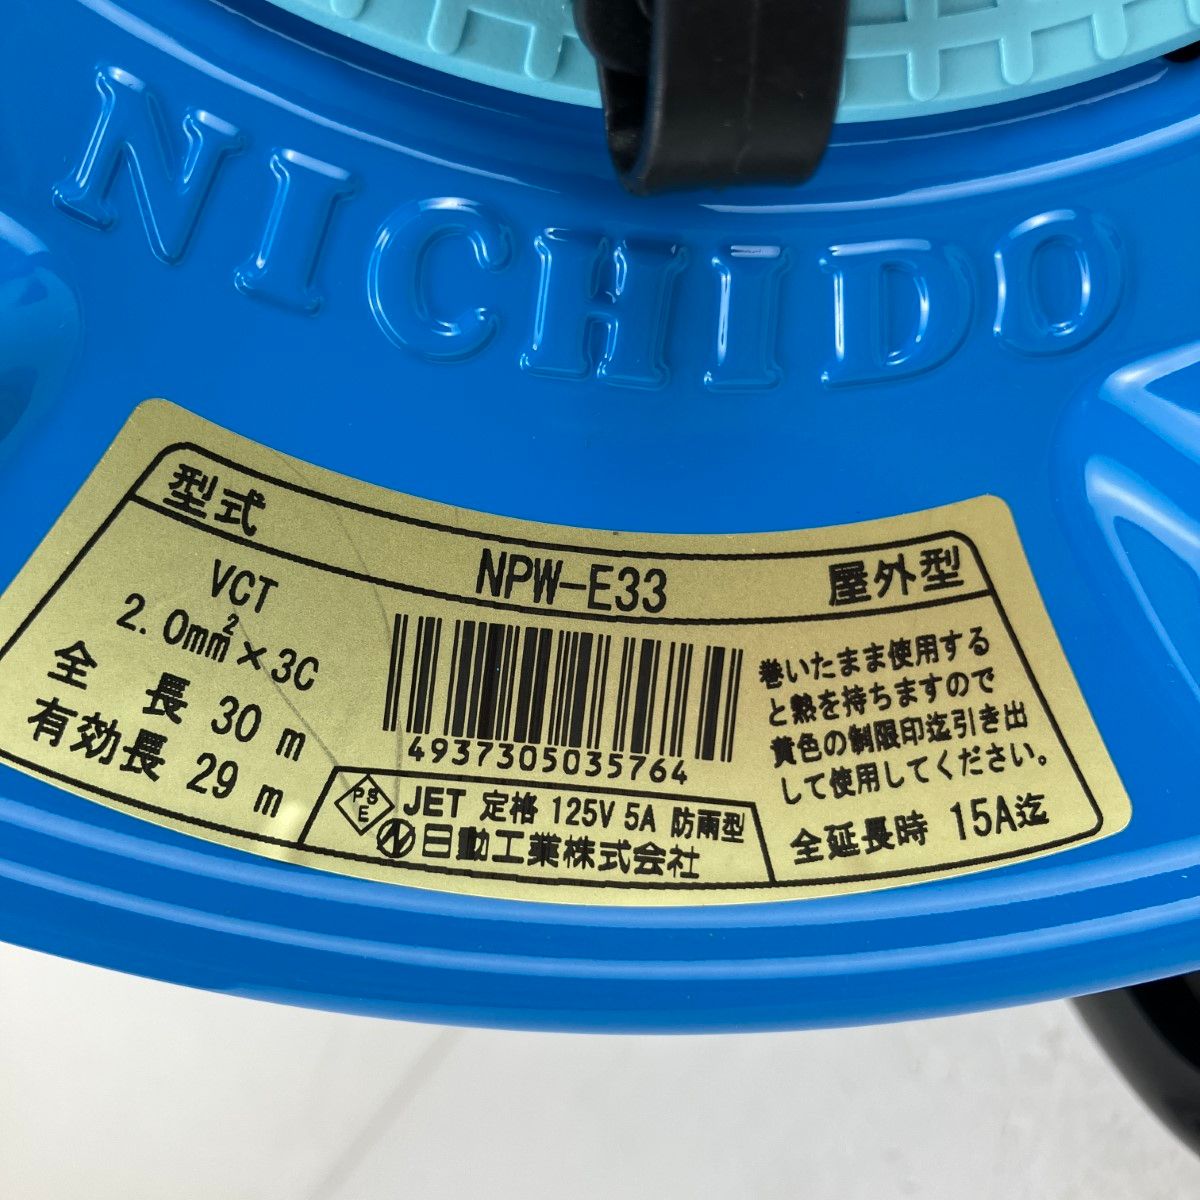 NICHIDO
型式 NPW-E33 屋外型
VCT
2.0mm²×3C
全 長 30 m
有効長 29 m
4937305035764
巻いたまま使用する
と熱を持ちますので
黄色の制限印迄引き出
して使用してください。
全延長時 15A迄
PSE JET 定格 125V 5A 防雨型
日動工業株式会社